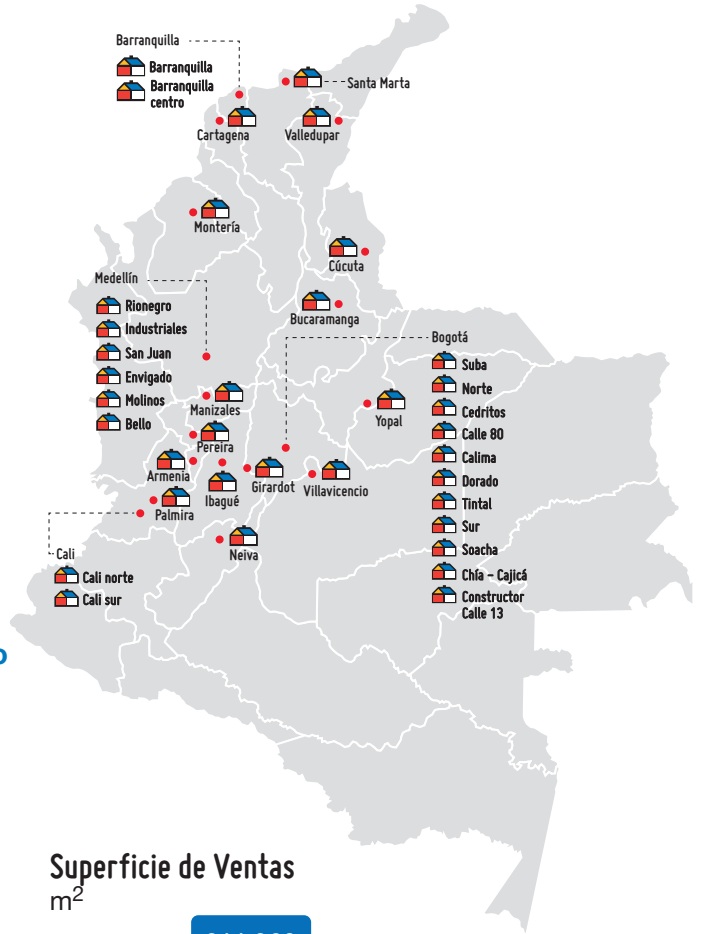 Barranquilla
Barranquilla
Barranquilla
centro
Santa Marta
Cartagena
Valledupar
Montería
Cúcuta
Bucaramanga
Medellín
Rionegro
Industriales
San Juan
Envigado
Molinos
Bello
Manizales
Pereira
Armenia
Ibagué
Palmira
Girardot
Villavicencio
Yopal
Neiva
Bogotá
Suba
Norte
Cedritos
Calle 80
Calima
Dorado
Tintal
Sur
Soacha
Chía – Cajicá
Constructor
Calle 13
Cali
Cali norte
Cali sur
Superficie de Ventas
m²